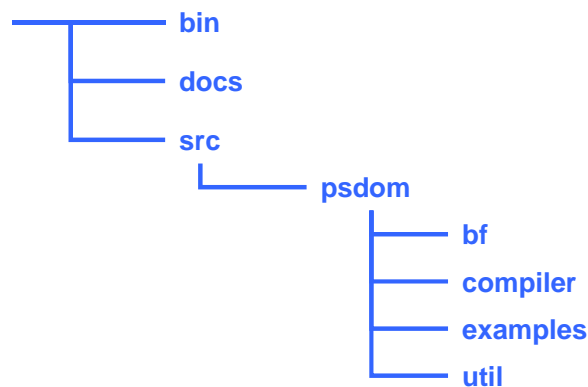 bin
docs
src
psdom
bf
compiler
examples
util